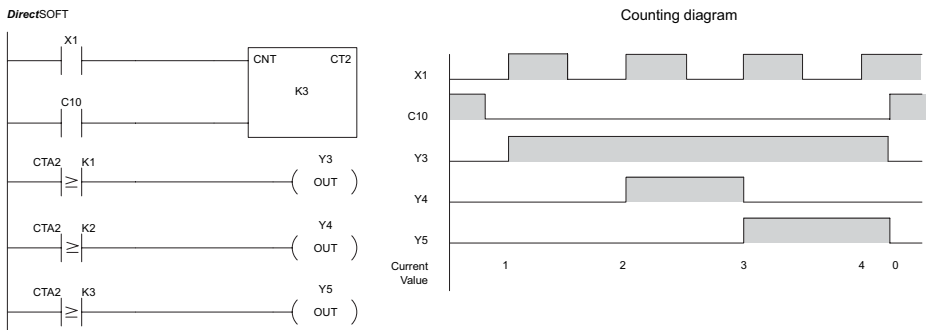 DirectSOFT
X1
CNT CT2
K3
C10
CTA2 K1 Y3
≥ OUT
CTA2 K2 Y4
≥ OUT
CTA2 K3 Y5
≥ OUT
Counting diagram
X1
C10
Y3
Y4
Y5
Current
Value
1 2 3 4 0